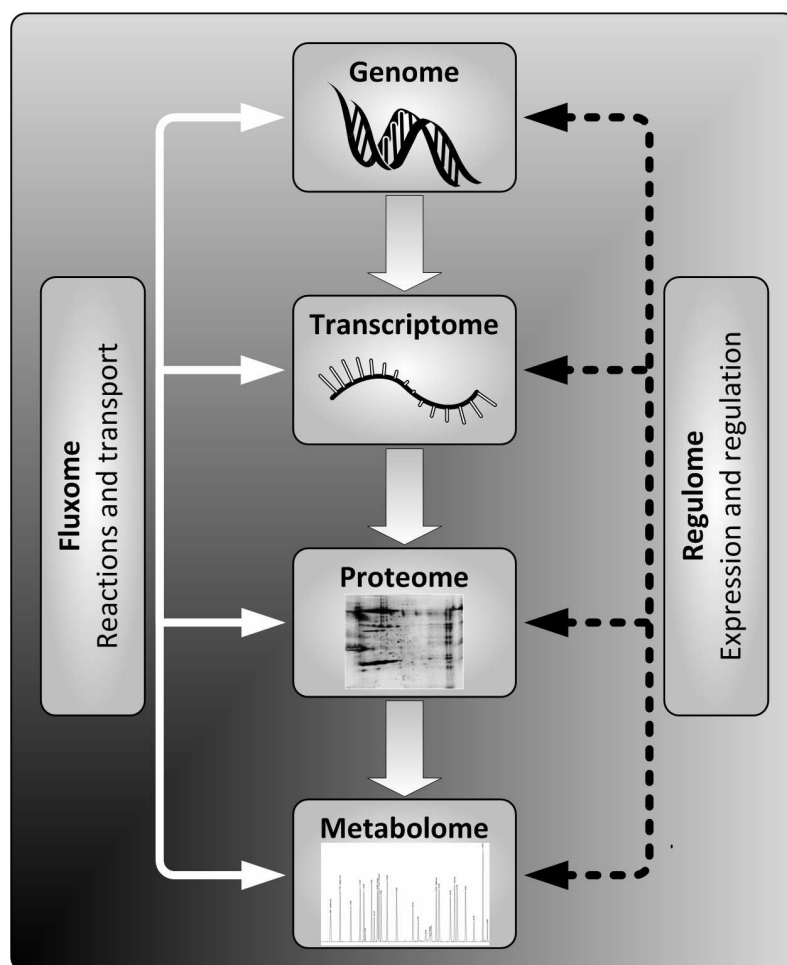 Genome
Transcriptome
Proteome
Metabolome
Fluxome
Reactions and transport
Regulome
Expression and regulation